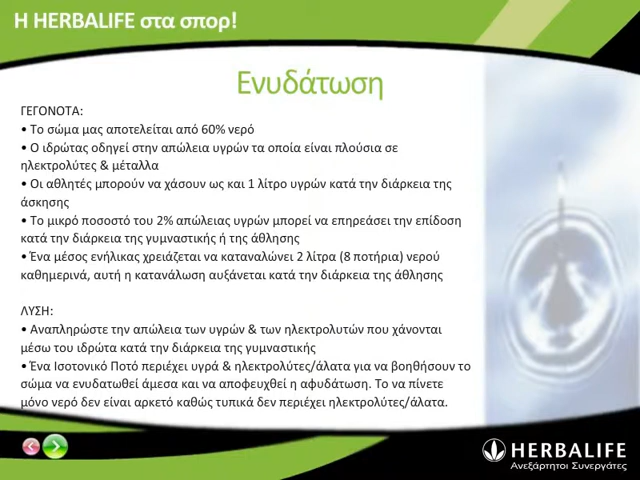 Η HERBALIFE στα σπορ!
Ενυδάτωση
ΓΕΓΟΝΟΤΑ:
• Το σώμα μας αποτελείται από 60% νερό
• Ο ιδρώτας οδηγεί στην απώλεια υγρών τα οποία είναι πλούσια σε
ηλεκτρολύτες & μέταλλα
• Οι αθλητές μπορούν να χάσουν ως και 1 λίτρο υγρών κατά την διάρκεια της
άσκησης
• Το μικρό ποσοστό του 2% απώλειας υγρών μπορεί να επηρεάσει την επίδοση
κατά την διάρκεια της γυμναστικής ή της άθλησης
• Ένα μέσος ενήλικας χρειάζεται να καταναλώνει 2 λίτρα (8 ποτήρια) νερού
καθημερινά, αυτή η κατανάλωση αυξάνεται κατά την διάρκεια της άθλησης
ΛΥΣΗ:
• Αναπληρώστε την απώλεια των υγρών & των ηλεκτρολυτών που χάνονται
μέσω του ιδρώτα κατά την διάρκεια της γυμναστικής
• Ένα Ισοτονικό Ποτό περιέχει υγρά & ηλεκτρολύτες/άλατα για να βοηθήσουν το
σώμα να ενυδατωθεί άμεσα και να αποφευχθεί η αφυδάτωση. Το να πίνετε
μόνο νερό δεν είναι αρκετό καθώς τυπικά δεν περιέχει ηλεκτρολύτες/άλατα.
HERBALIFE
Ανεξάρτητοι Συνεργάτες